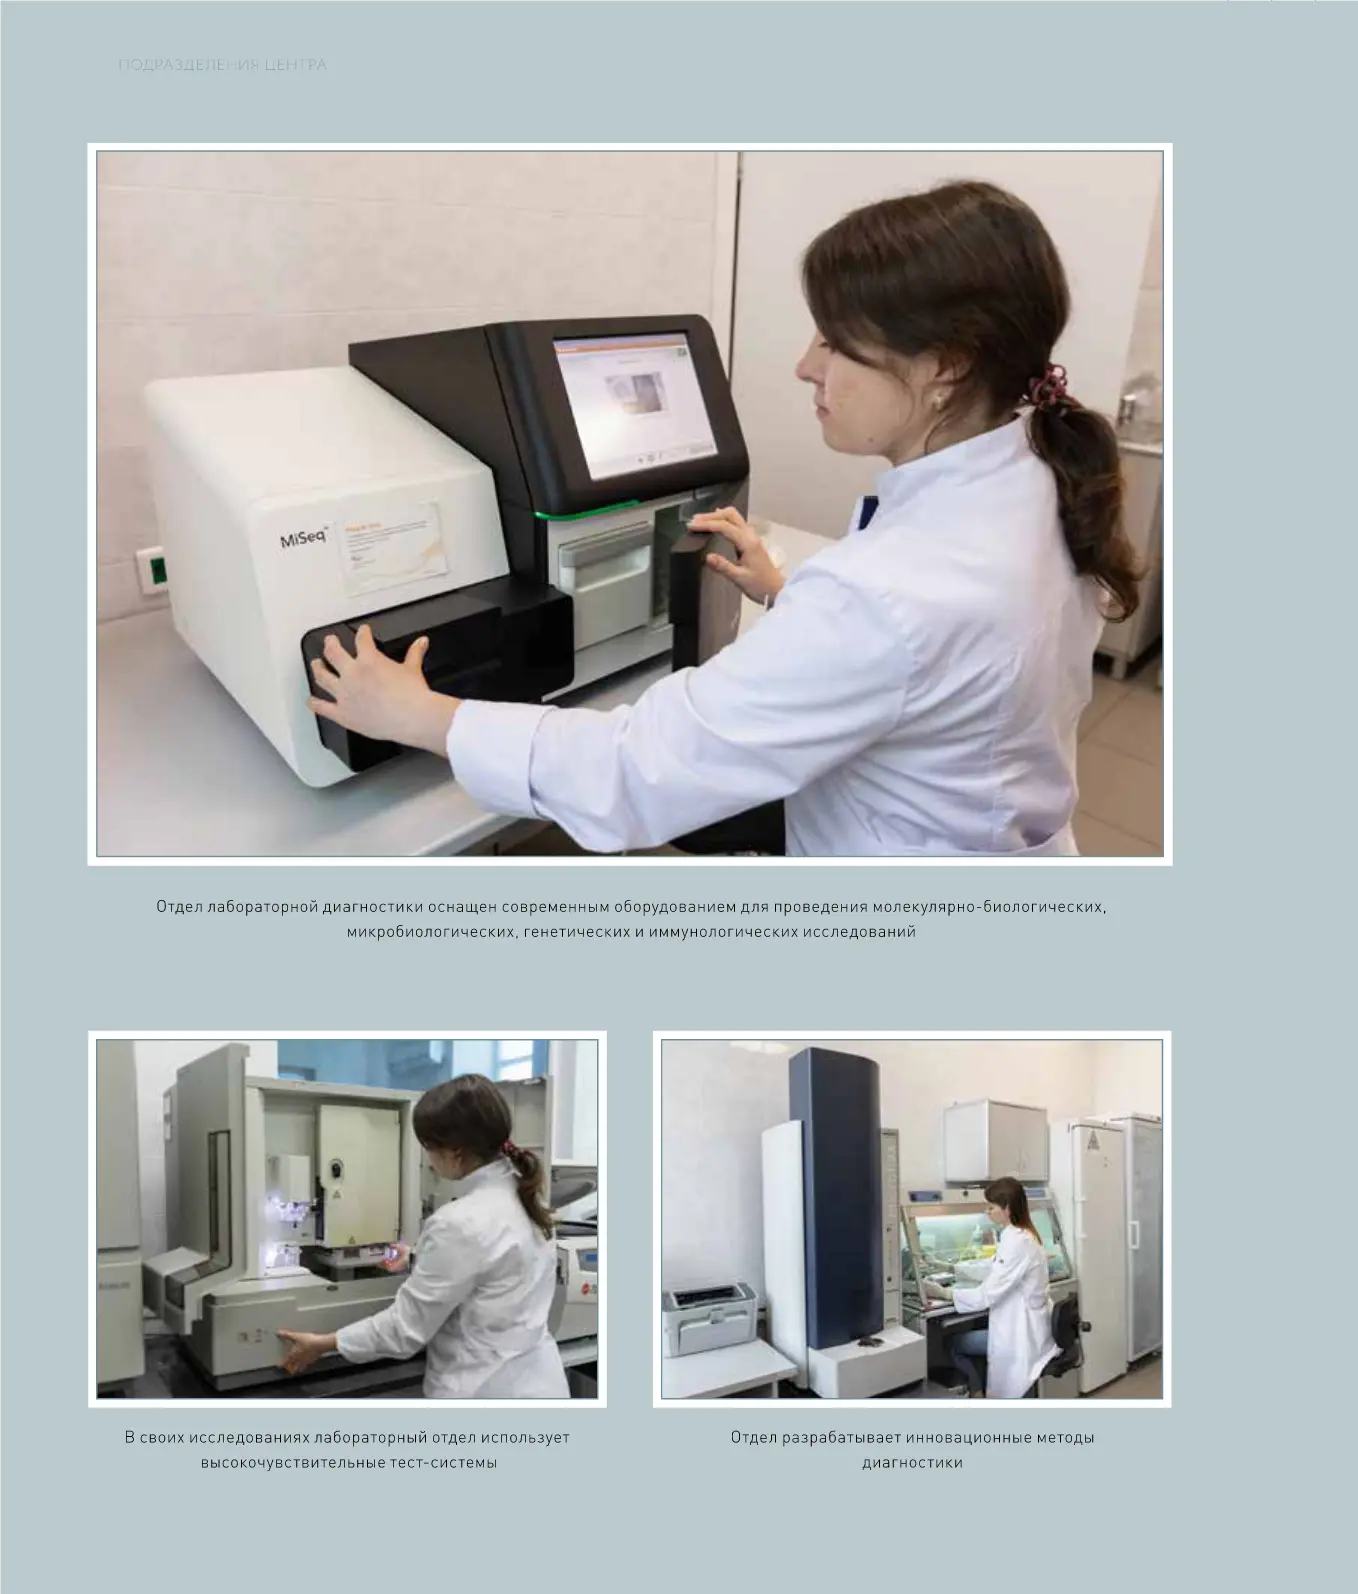 ПОДРАЗДЕЛЕНИЯ ЦЕНТРА
MiSeq™
Отдел лабораторной диагностики оснащен современным оборудованием для проведения молекулярно-биологических,
микробиологических, генетических и иммунологических исследований
В своих исследованиях лабораторный отдел использует
высокочувствительные тест-системы
Отдел разрабатывает инновационные методы
диагностики